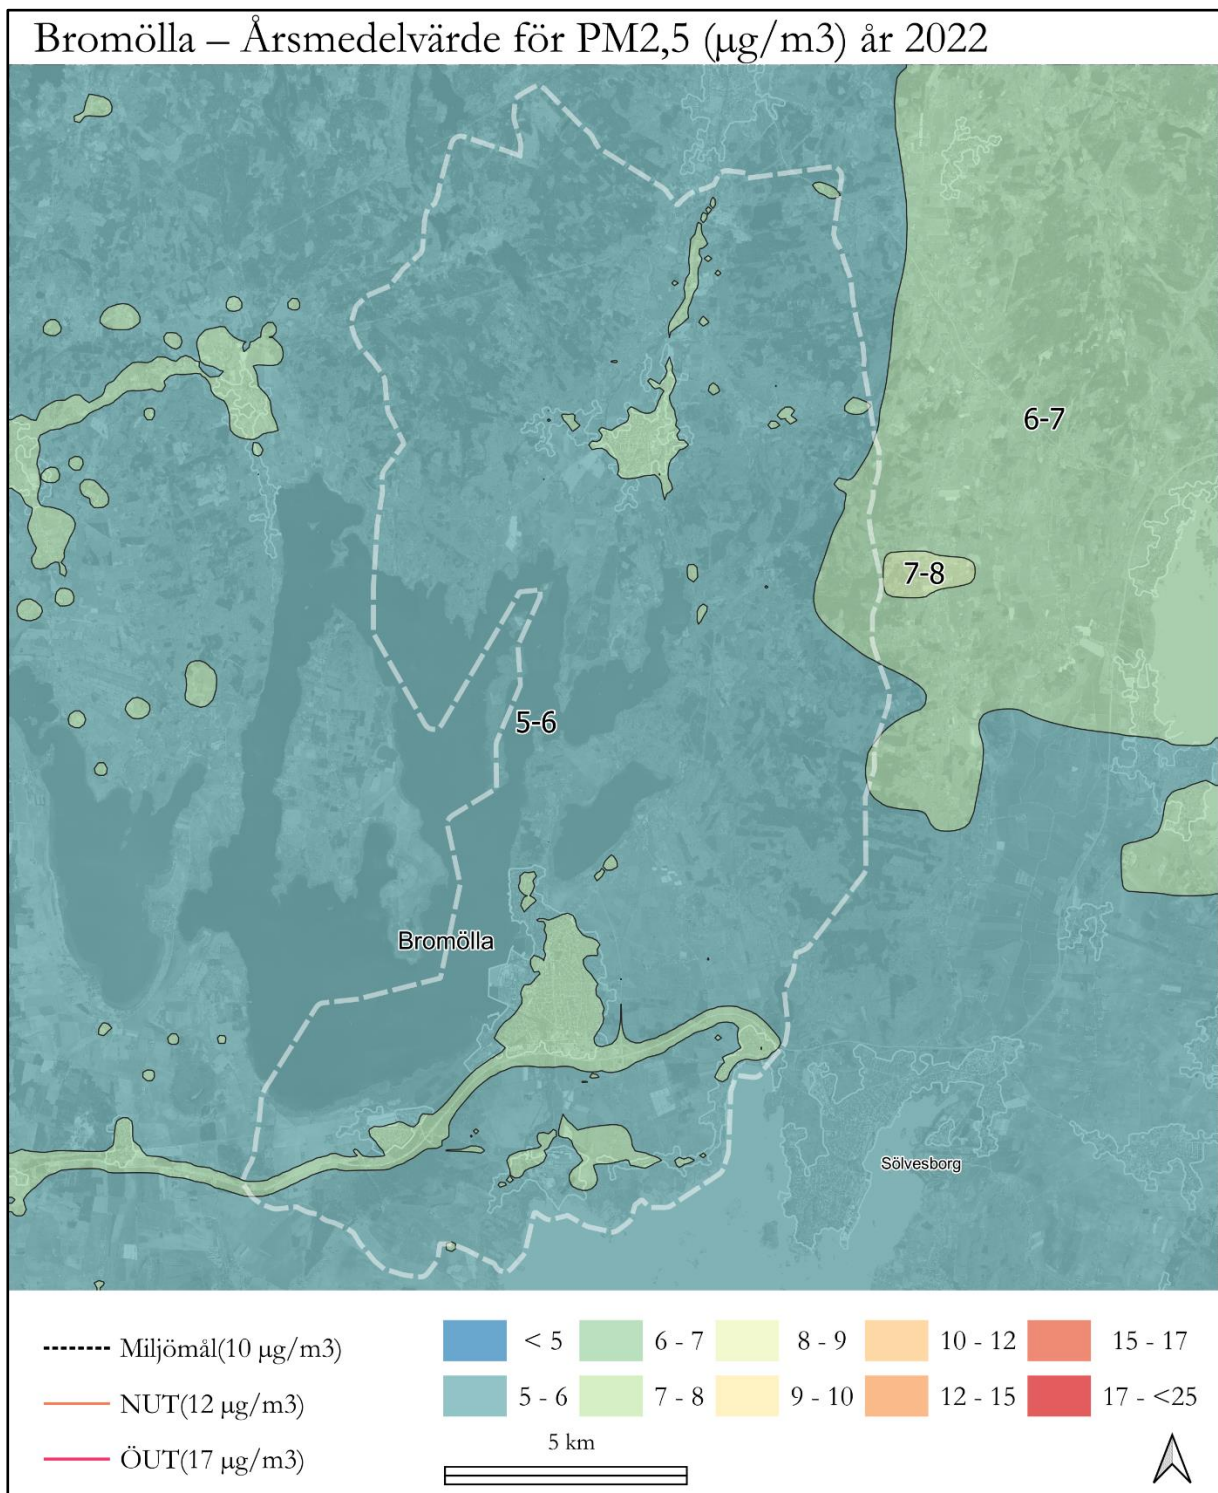 Bromölla – Årsmedelvärde för PM2,5 (µg/m3) år 2022
6-7
7-8
5-6
Bromölla
Sölvesborg
Miljömål(10 µg/m3)
NUT(12 µg/m3)
ÖUT(17 µg/m3)
< 5
6 - 7
8 - 9
10 - 12
15 - 17
5 - 6
7 - 8
9 - 10
12 - 15
17 - <25
5 km